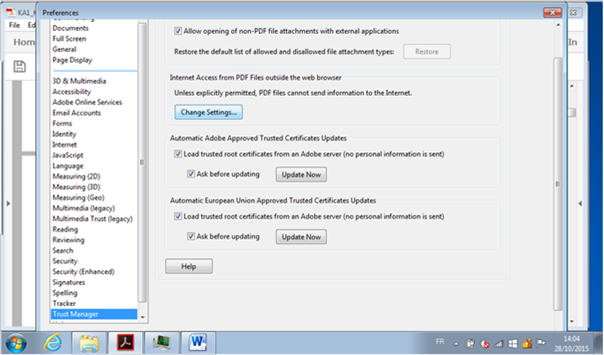 Preferences
File
Hom
In
Documents
Full Screen
General
Page Display
3D & Multimedia
Accessibility
Adobe Online Services
Email Accounts
Forms
Identity
Internet
JavaScript
Language
Measuring (2D)
Measuring (3D)
Measuring (Geo)
Multimedia (legacy)
Multimedia Trust (legacy)
Reading
Reviewing
Search
Security
Security (Enhanced)
Signatures
Spelling
Tracker
Trust Manager
Allow opening of non-PDF file attachments with external applications
Restore the default list of allowed and disallowed file attachment types: Restore
Internet Access from PDF Files outside the web browser
Unless explicitly permitted, PDF files cannot send information to the Internet.
Change Settings...
Automatic Adobe Approved Trusted Certificates Updates
Load trusted root certificates from an Adobe server (no personal information is sent)
Ask before updating Update Now
Automatic European Union Approved Trusted Certificates Updates
Load trusted root certificates from an Adobe server (no personal information is sent)
Ask before updating Update Now
Help
FR
14:04
28/10/2015